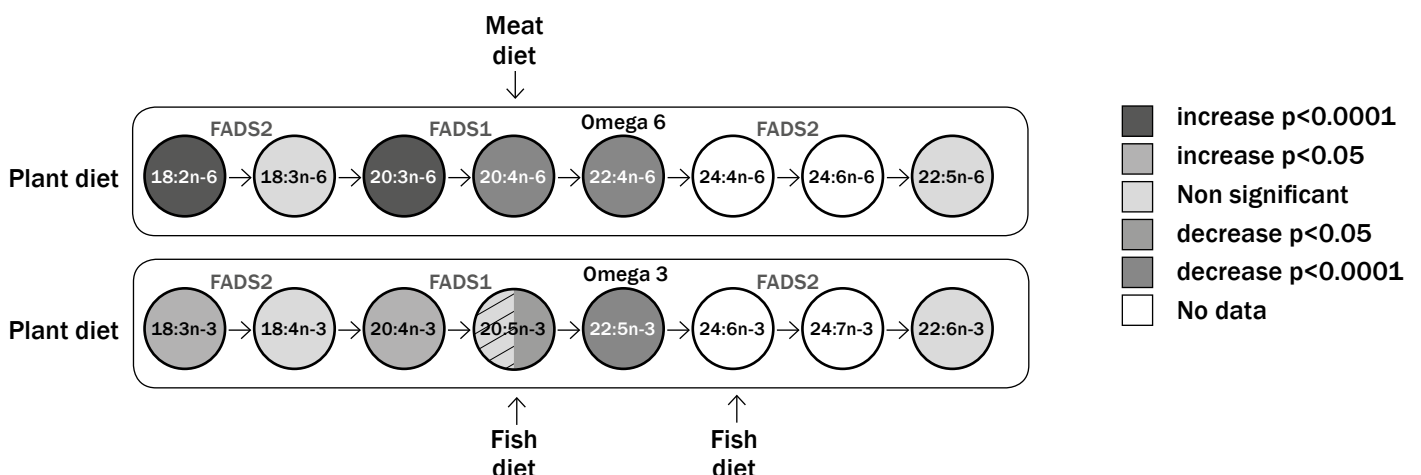 Meat
diet
Omega 6
FADS2 FADS1 FADS2
Plant diet 18:2n-6 18:3n-6 20:3n-6 20:4n-6 22:4n-6 24:4n-6 24:6n-6 22:5n-6
Omega 3
FADS2 FADS1 FADS2
Plant diet 18:3n-3 18:4n-3 20:4n-3 20:5n-3 22:5n-3 24:6n-3 24:7n-3 22:6n-3
Fish Fish
diet diet
increase p<0.0001
increase p<0.05
Non significant
decrease p<0.05
decrease p<0.0001
No data